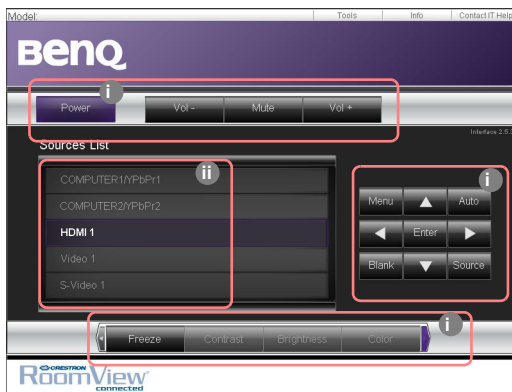 Model:
Tools Info Contact IT Help
BenQ
i
Power Vol - Mute Vol +
Interface 2.5.
Sources List
ii
i
COMPUTER1/YPbPr1
COMPUTER2/YPbPr2
HDMI 1
Video 1
S-Video 1
Menu Auto
Enter
Blank Source
i
Freeze Contrast Brightness Color
CRESTRON
RoomView
connected